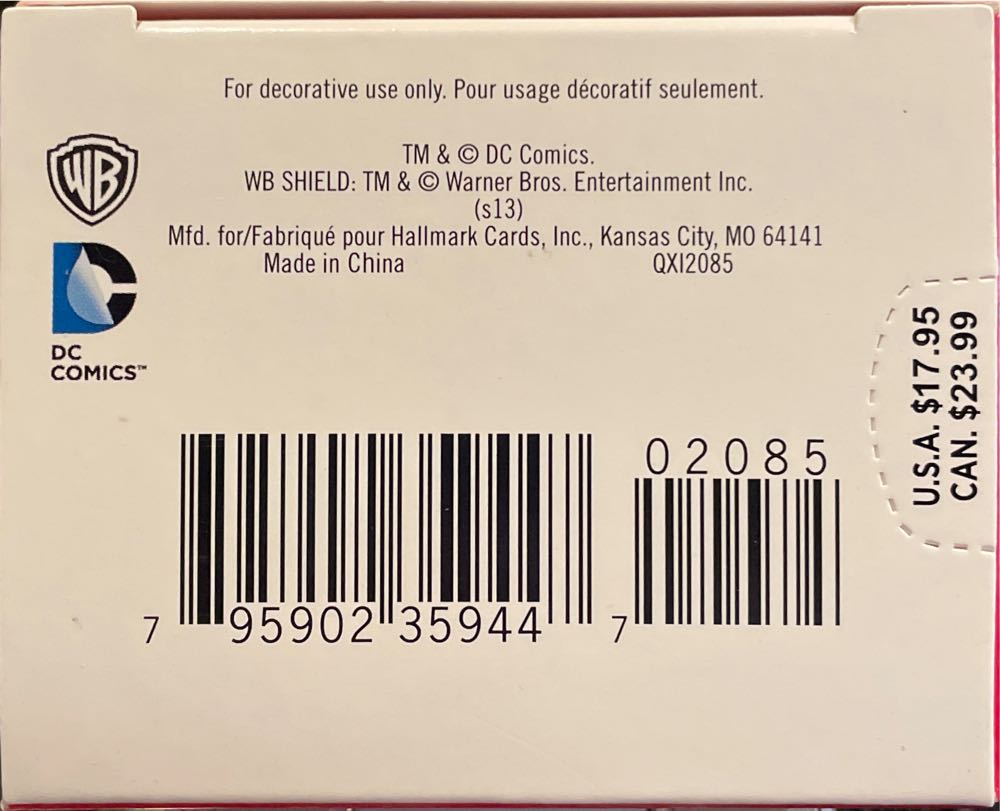 For decorative use only. Pour usage décoratif seulement.
WB
TM & © DC Comics.
WB SHIELD: TM & © Warner Bros. Entertainment Inc.
(s13)
Mfd. for/Fabriqué pour Hallmark Cards, Inc., Kansas City, MO 64141
Made in China QXI2085
DC
COMICS™
U.S.A. $17.95
CAN. $23.99
02085
7 95902 35944 7